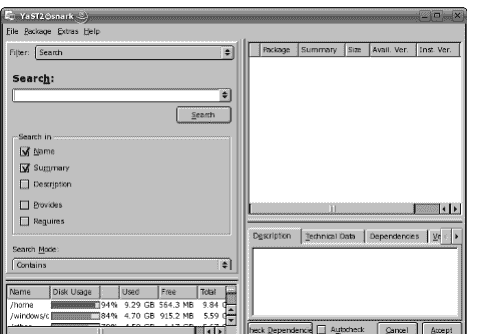 YaST2@snark
File Package Extras Help
Filter: Search
Search:
Search
Search in
Name
Summary
Description
Provides
Requires
Search Mode:
Contains
Name Disk Usage Used Free Total
/home 94% 9.29 GB 564.3 MB 9.84
/windows/c 84% 4.70 GB 915.2 MB 5.59
Package Summary Size Avail. Ver. Inst. Ver.
Description Technical Data Dependencies
heck Dependencie Autocheck Cancel Accept